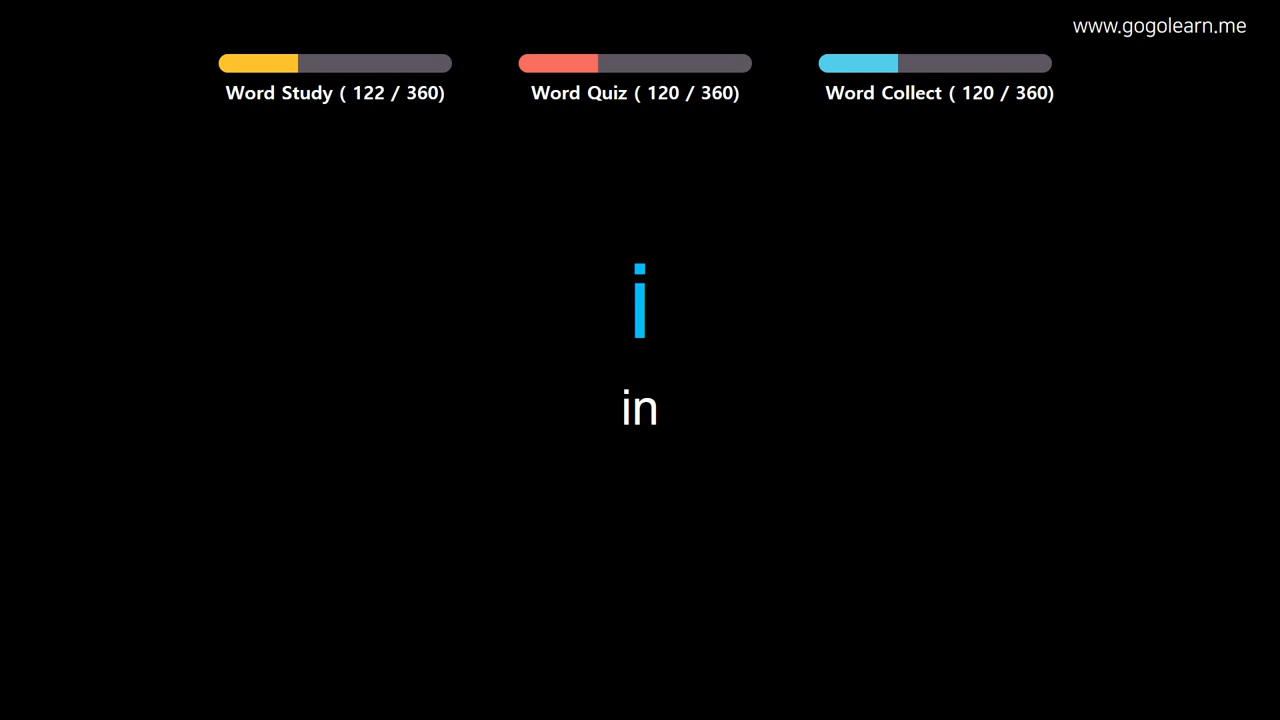 www.gogolearn.me
Word Study ( 122 / 360)
Word Quiz ( 120 / 360)
Word Collect ( 120 / 360)
i
in